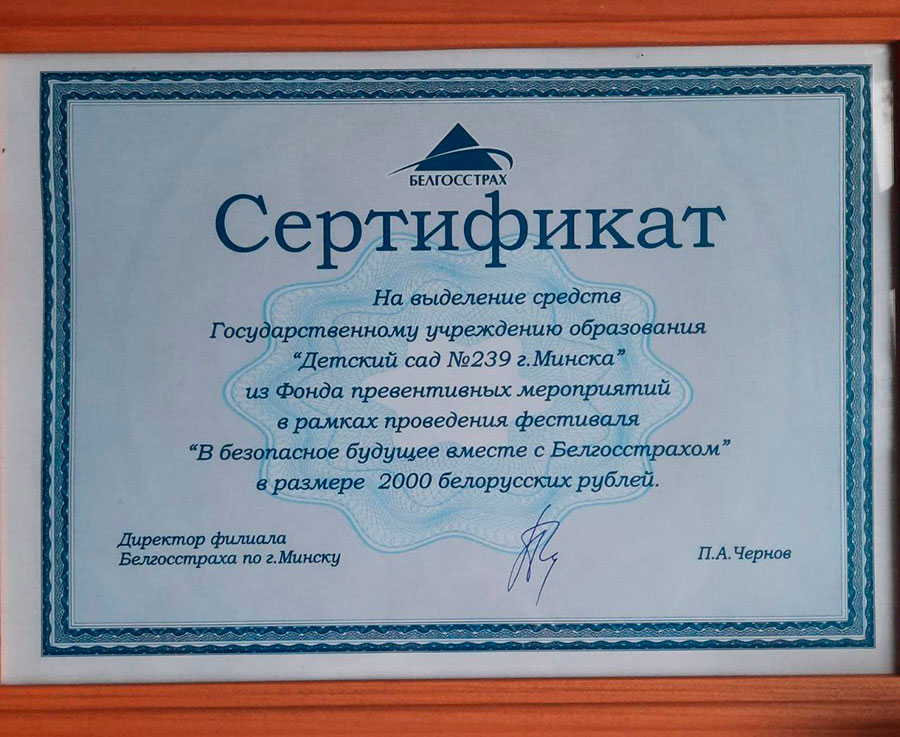 БЕЛГОССТРАХ
Сертификат
На выделение средств
Государственному учреждению образования
“Детский сад №239 г.Минска”
из Фонда превентивных мероприятий
в рамках проведения фестиваля
“В безопасное будущее вместе с Белгосстрахом”
в размере 2000 белорусских рублей.
Директор филиала
Белгосстраха по г.Минску
П.А.Чернов